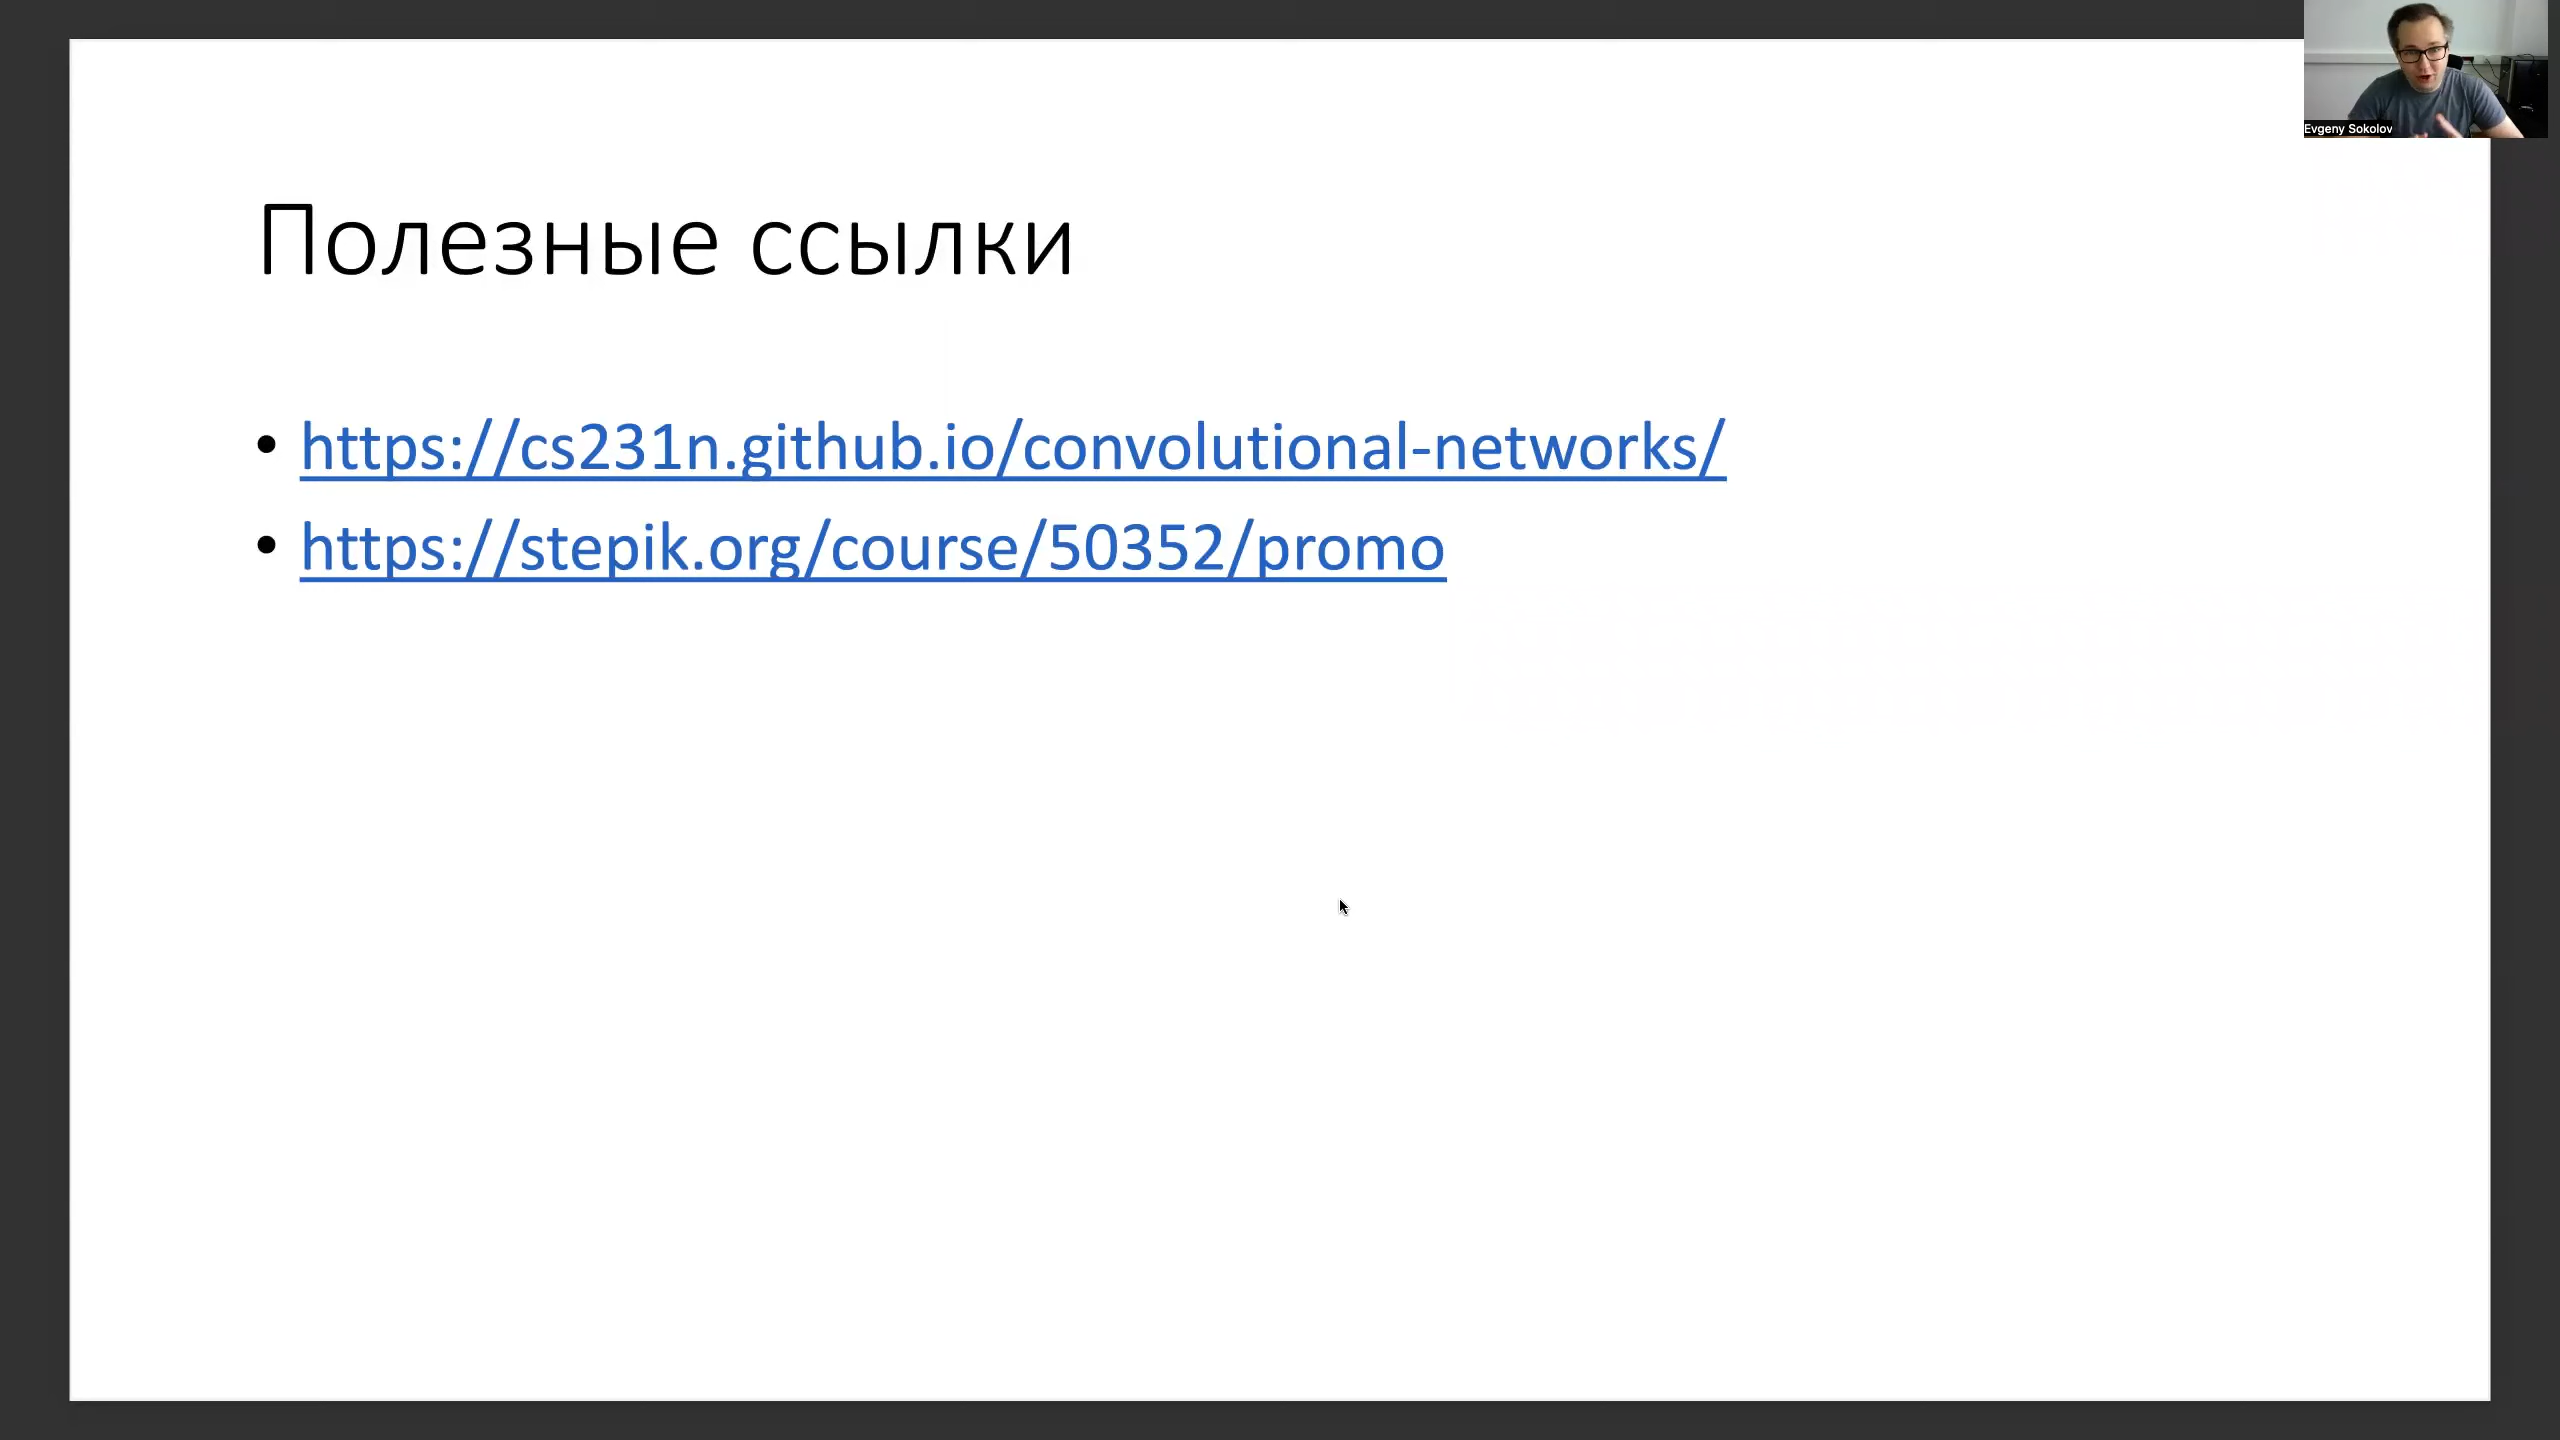 Evgeny Sokolov
Полезные ссылки
• https://cs231n.github.io/convolutional-networks/
• https://stepik.org/course/50352/promo